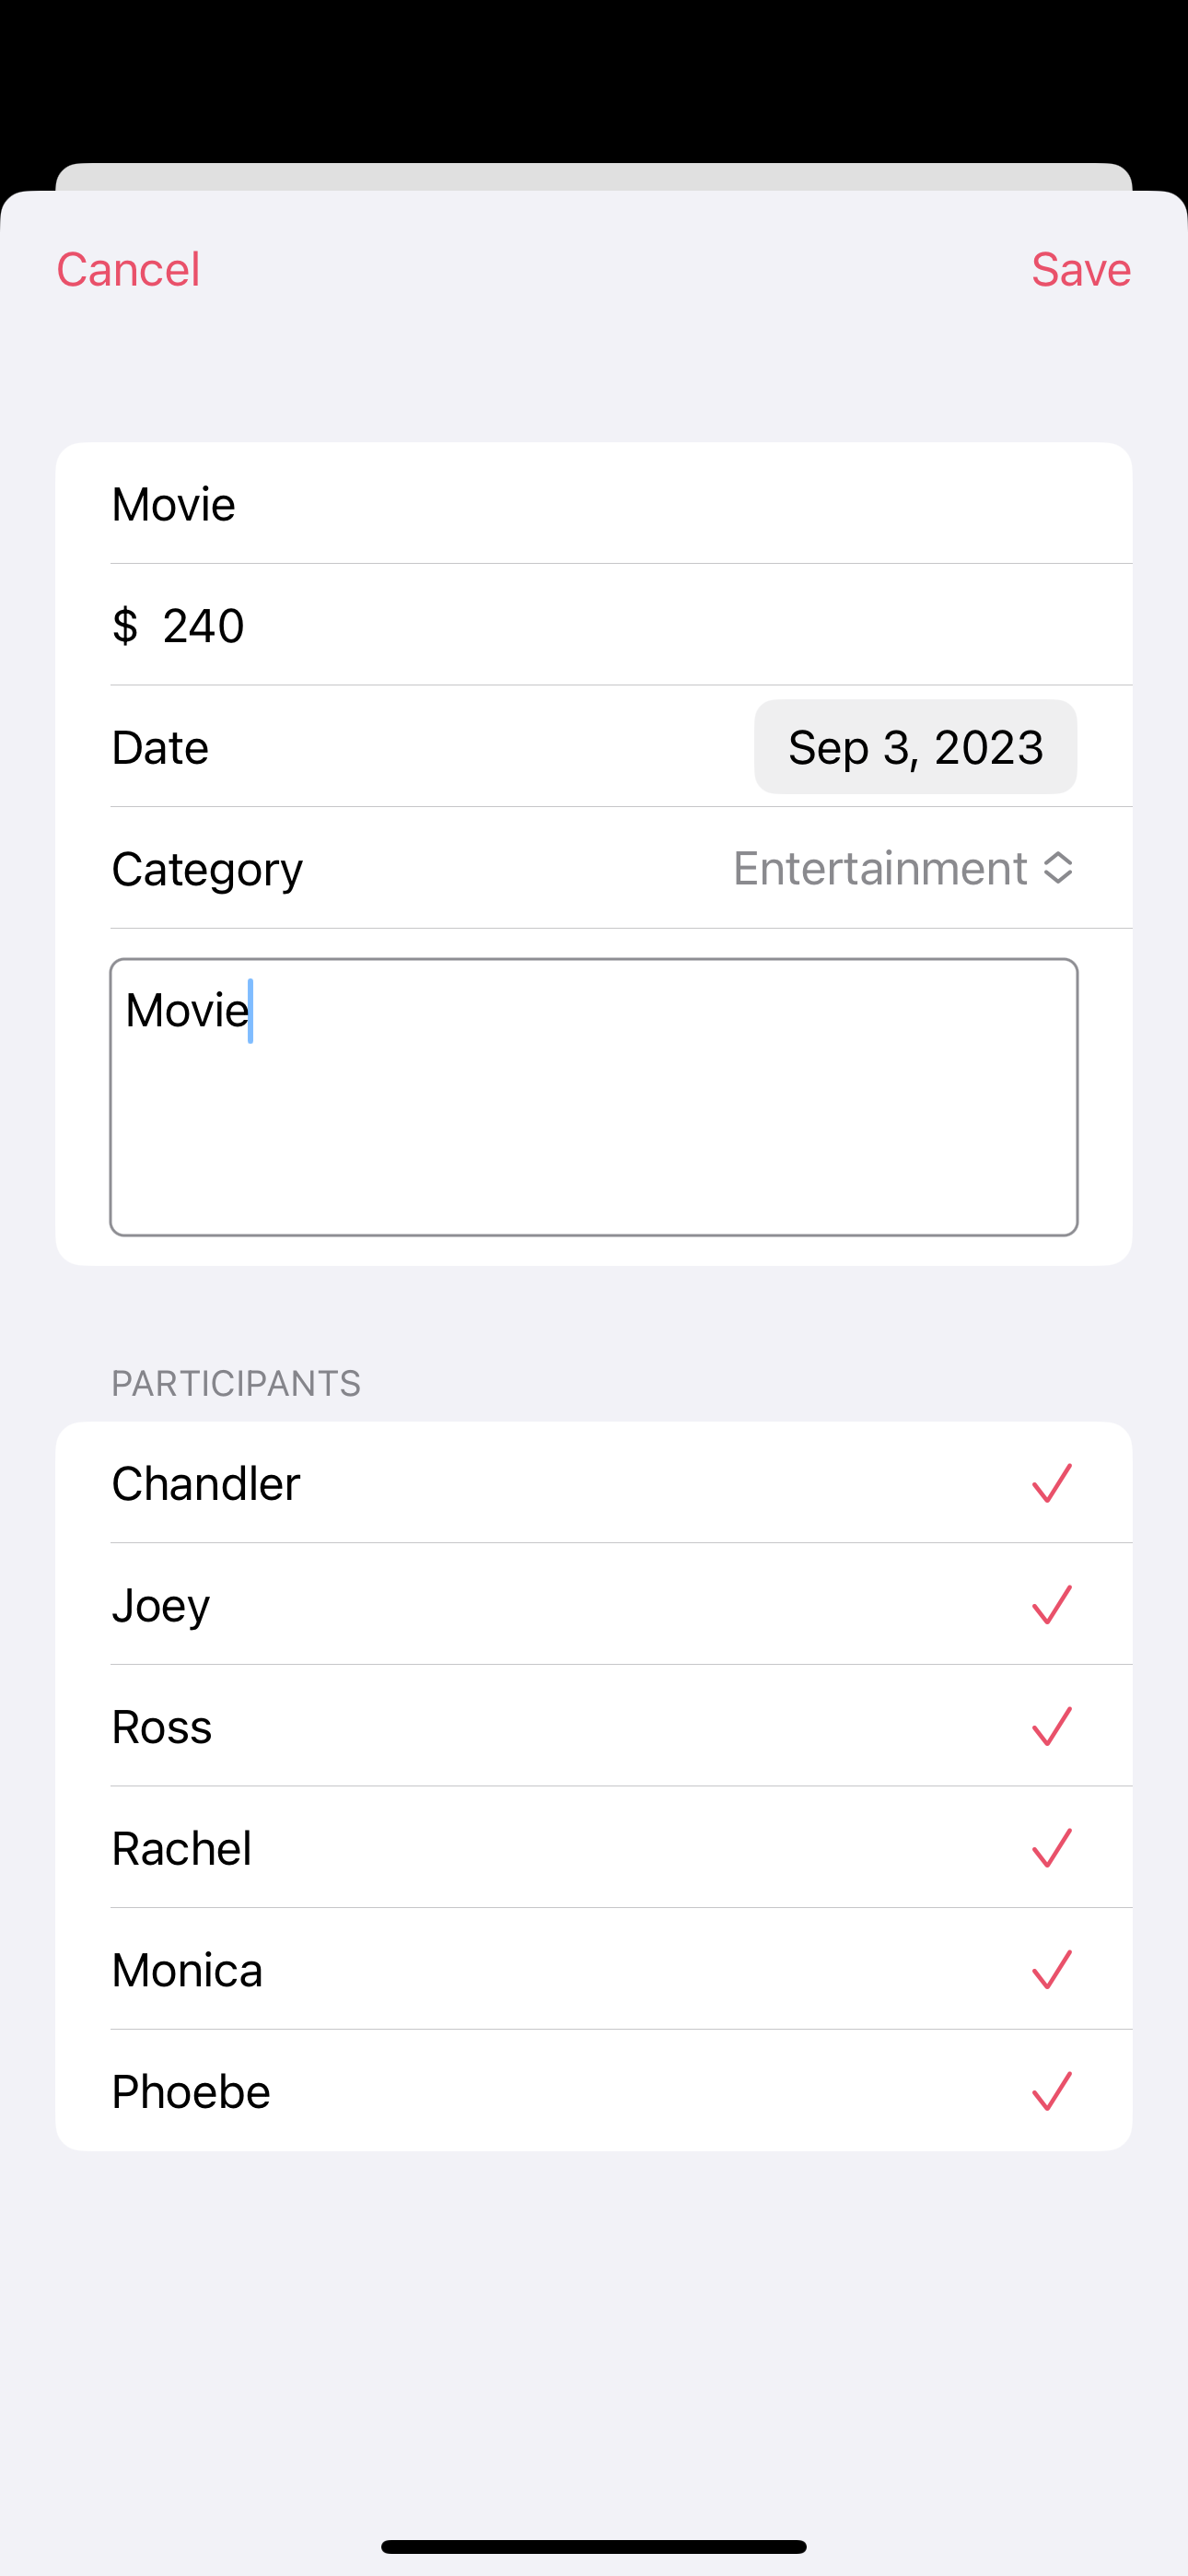 Cancel Save
Movie
$ 240
Date Sep 3, 2023
Category Entertainment
Movie
PARTICIPANTS
Chandler
Joey
Ross
Rachel
Monica
Phoebe